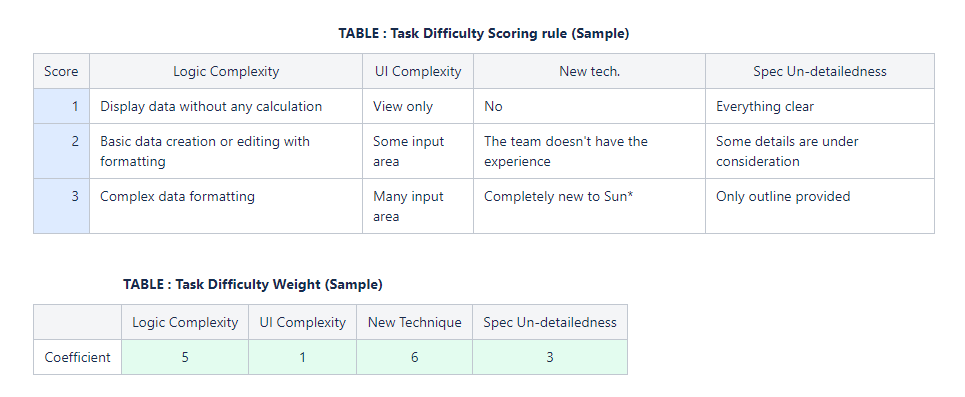 TABLE : Task Difficulty Scoring rule (Sample)
Score Logic Complexity UI Complexity New tech. Spec Un-detailedness
1 Display data without any calculation View only No Everything clear
2 Basic data creation or editing with formatting Some input area The team doesn't have the experience Some details are under consideration
3 Complex data formatting Many input area Completely new to Sun* Only outline provided
TABLE : Task Difficulty Weight (Sample)
Logic Complexity UI Complexity New Technique Spec Un-detailedness
Coefficient 5 1 6 3